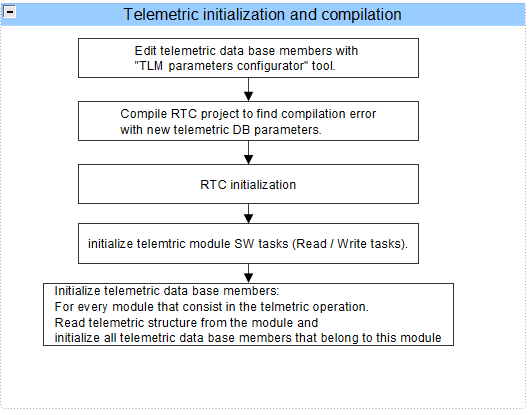 Telemetric initialization and compilation
Edit telemetric data base members with
"TLM parameters configurator" tool.
Compile RTC project to find compilation error
with new telemetric DB parameters.
RTC initialization
initialize telemtric module SW tasks (Read / Write tasks).
Initialize telemetric data base members:
For every module that consist in the telmetric operation.
Read telemetric structure from the module and
initialize all telemetric data base members that belong to this module